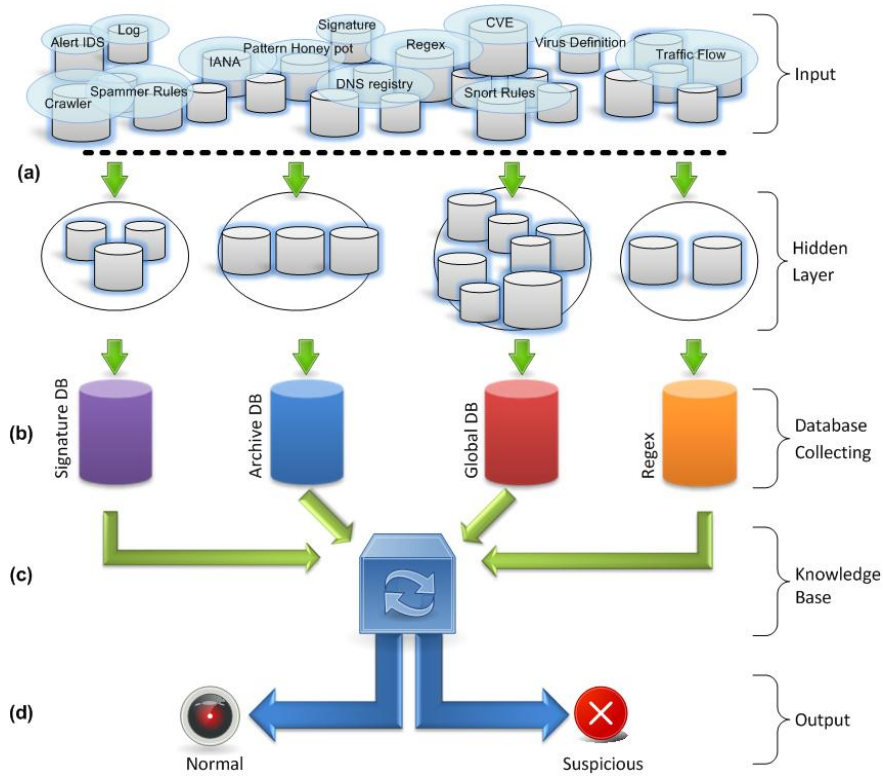 Alert IDS
Log
IANA
Pattern Honey pot
Signature
Regex
CVE
Virus Definition
Traffic Flow
Input
Crawler
Spammer Rules
DNS registry
Snort Rules
(a)
Hidden
Layer
(b)
Signature DB
Archive DB
Global DB
Regex
Database
Collecting
(c)
Knowledge
Base
(d)
Normal
Suspicious
Output